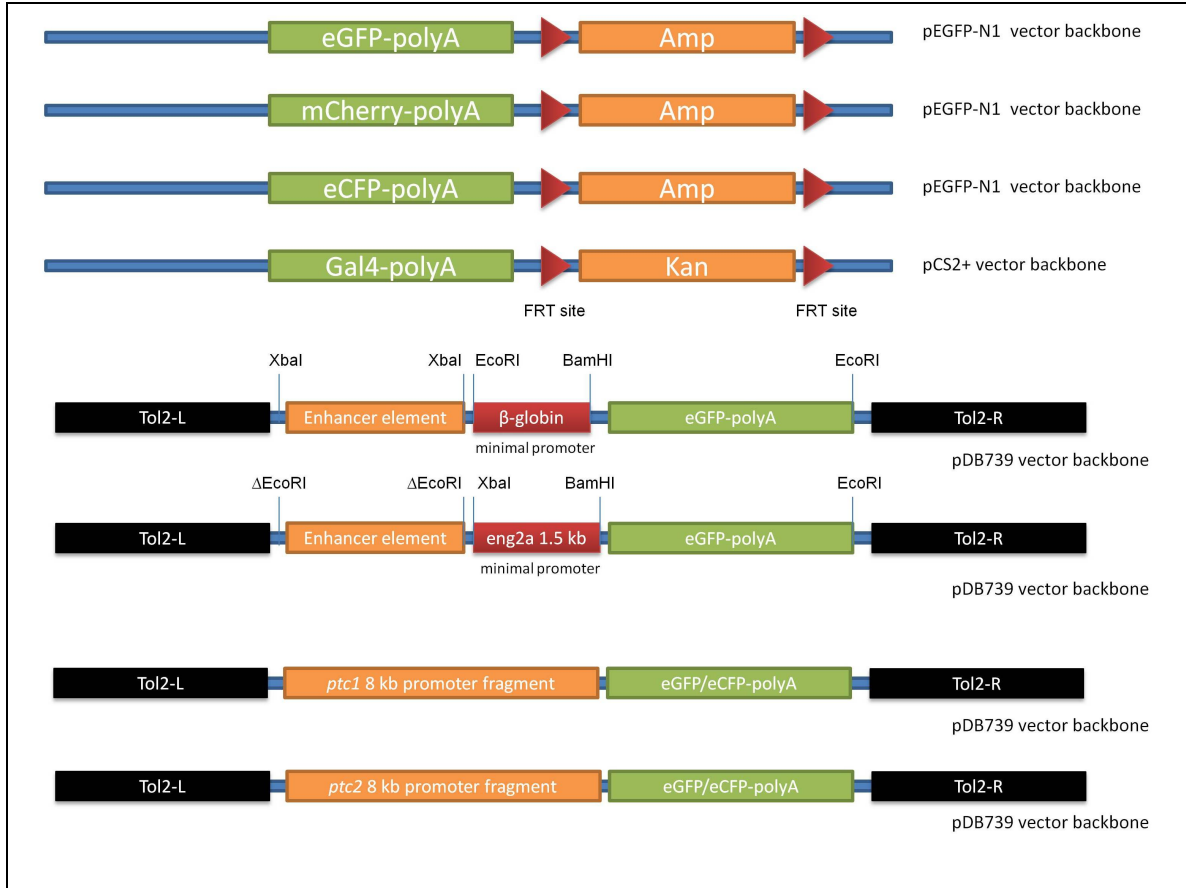 eGFP-polyA Amp pEGFP-N1 vector backbone
mCherry-polyA Amp pEGFP-N1 vector backbone
eCFP-polyA Amp pEGFP-N1 vector backbone
Gal4-polyA Kan pCS2+ vector backbone
FRT site FRT site
XbaI XbaI EcoRI BamHI EcoRI
Tol2-L Enhancer element β-globin eGFP-polyA Tol2-R
minimal promoter
pDB739 vector backbone
ΔEcoRI ΔEcoRI XbaI BamHI EcoRI
Tol2-L Enhancer element eng2a 1.5 kb eGFP-polyA Tol2-R
minimal promoter
pDB739 vector backbone
Tol2-L ptc1 8 kb promoter fragment eGFP/eCFP-polyA Tol2-R
pDB739 vector backbone
Tol2-L ptc2 8 kb promoter fragment eGFP/eCFP-polyA Tol2-R
pDB739 vector backbone